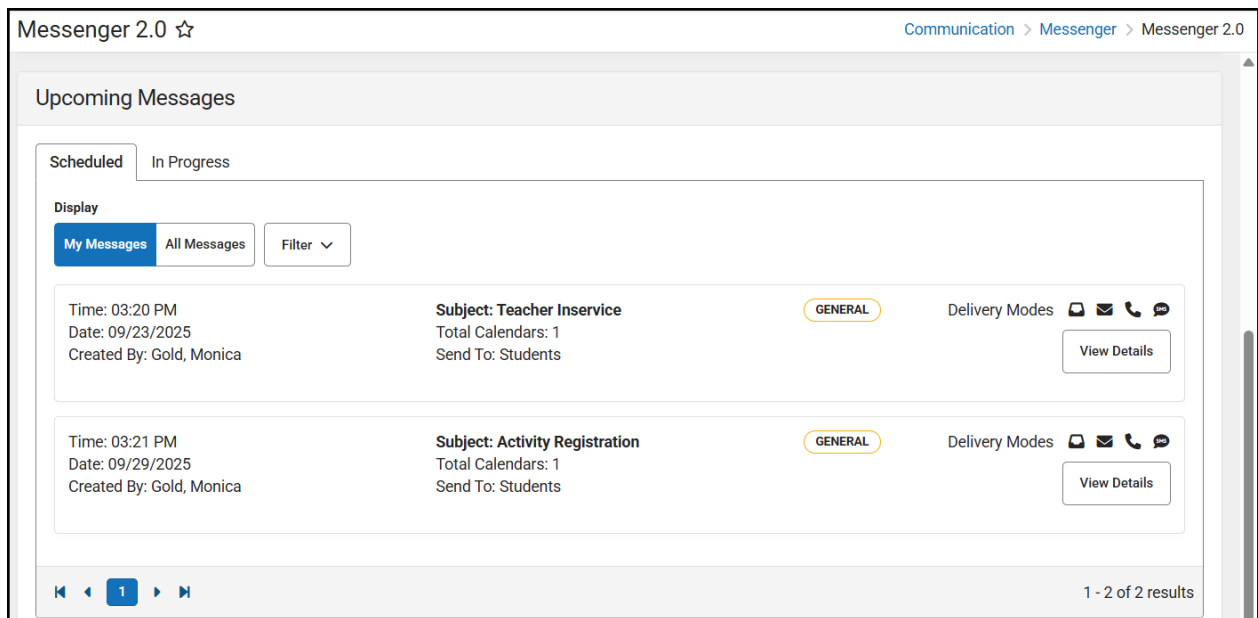 Messenger 2.0
Communication > Messenger > Messenger 2.0
Upcoming Messages
Scheduled
In Progress
Display
My Messages
All Messages
Filter
Time: 03:20 PM
Date: 09/23/2025
Created By: Gold, Monica
Subject: Teacher Inservice
Total Calendars: 1
Send To: Students
GENERAL
Delivery Modes
SMS
View Details
Time: 03:21 PM
Date: 09/29/2025
Created By: Gold, Monica
Subject: Activity Registration
Total Calendars: 1
Send To: Students
GENERAL
Delivery Modes
SMS
View Details
1
1 - 2 of 2 results